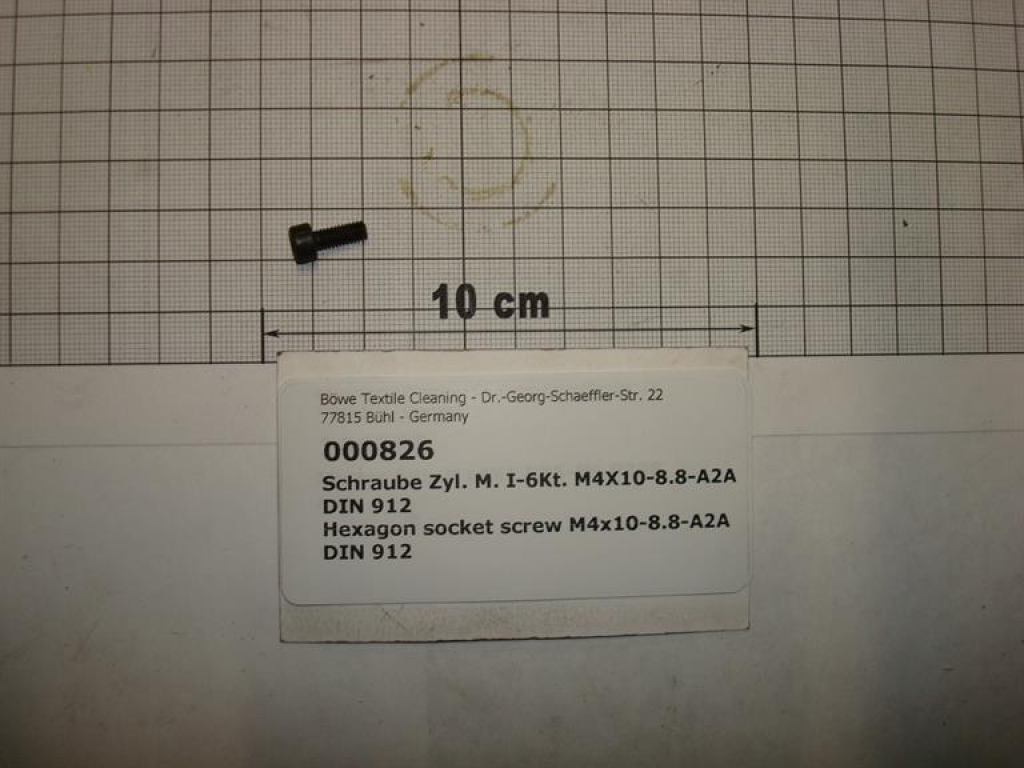 10 cm
Böwe Textile Cleaning - Dr.-Georg-Schaeffler-Str. 22
77815 Bühl - Germany
000826
Schraube Zyl. M. I-6Kt. M4X10-8.8-A2A
DIN 912
Hexagon socket screw M4x10-8.8-A2A
DIN 912